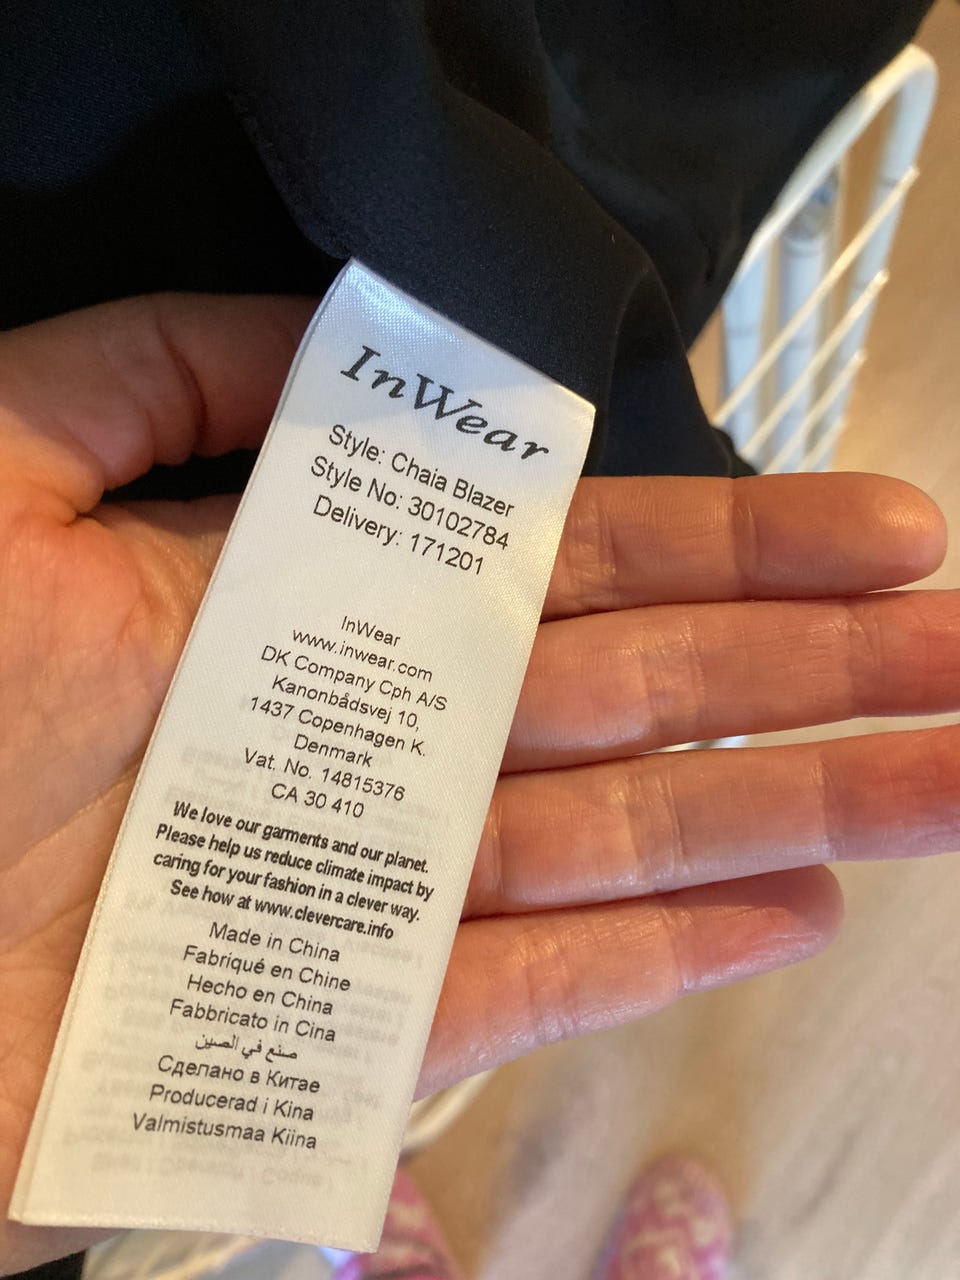 InWear
Style: Chaia Blazer
Style No: 30102784
Delivery: 171201
InWear
www.inwear.com
DK Company Cph A/S
Kanonbådsvej 10,
1437 Copenhagen K.
Denmark
Vat. No. 14815376
CA 30 410
We love our garments and our planet.
Please help us reduce climate impact by
caring for your fashion in a clever way.
See how at www.clevercare.info
Made in China
Fabriqué en Chine
Hecho en China
Fabbricato in Cina
صنع في الصين
Сделано в Китае
Producerad i Kina
Valmistusmaa Kiina